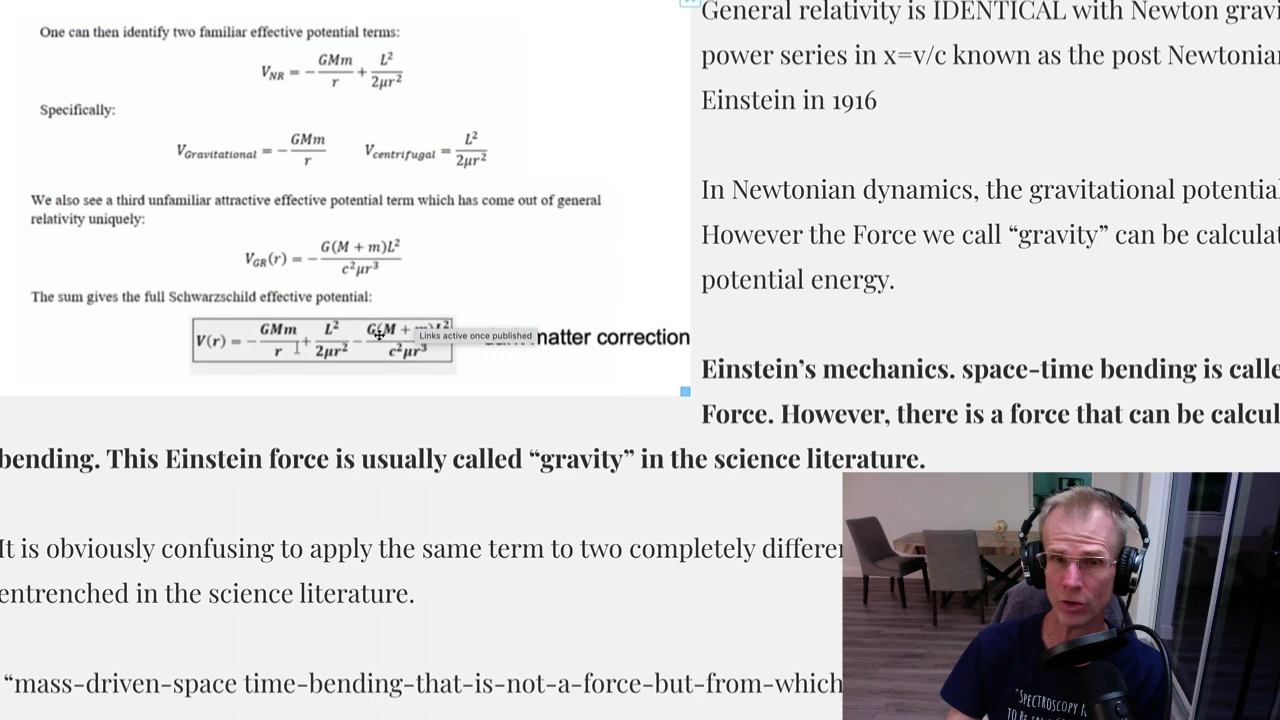 One can then identify two familiar effective potential terms:
V_NR = − GMm/r + L²/2μr²
Specifically:
V_Gravitational = − GMm/r V_centrifugal = L²/2μr²
We also see a third unfamiliar attractive effective potential term which has come out of general
relativity uniquely:
V_GR(r) = − G(M + m)L²/c²μr³
The sum gives the full Schwarzschild effective potential:
V(r) = − GMm/r + L²/2μr² − G(M + m)L²/c²μr³
Links active once published
matter correction
General relativity is IDENTICAL with Newton gravi
power series in x=v/c known as the post Newtonia
Einstein in 1916
In Newtonian dynamics, the gravitational potentia
However the Force we call “gravity” can be calculat
potential energy.
Einstein’s mechanics. space-time bending is calle
Force. However, there is a force that can be calcul
bending. This Einstein force is usually called “gravity” in the science literature.
It is obviously confusing to apply the same term to two completely differe
entrenched in the science literature.
“mass-driven-space time-bending-that-is-not-a-force-but-from-which
"SPECTROSCOPY
TO BE